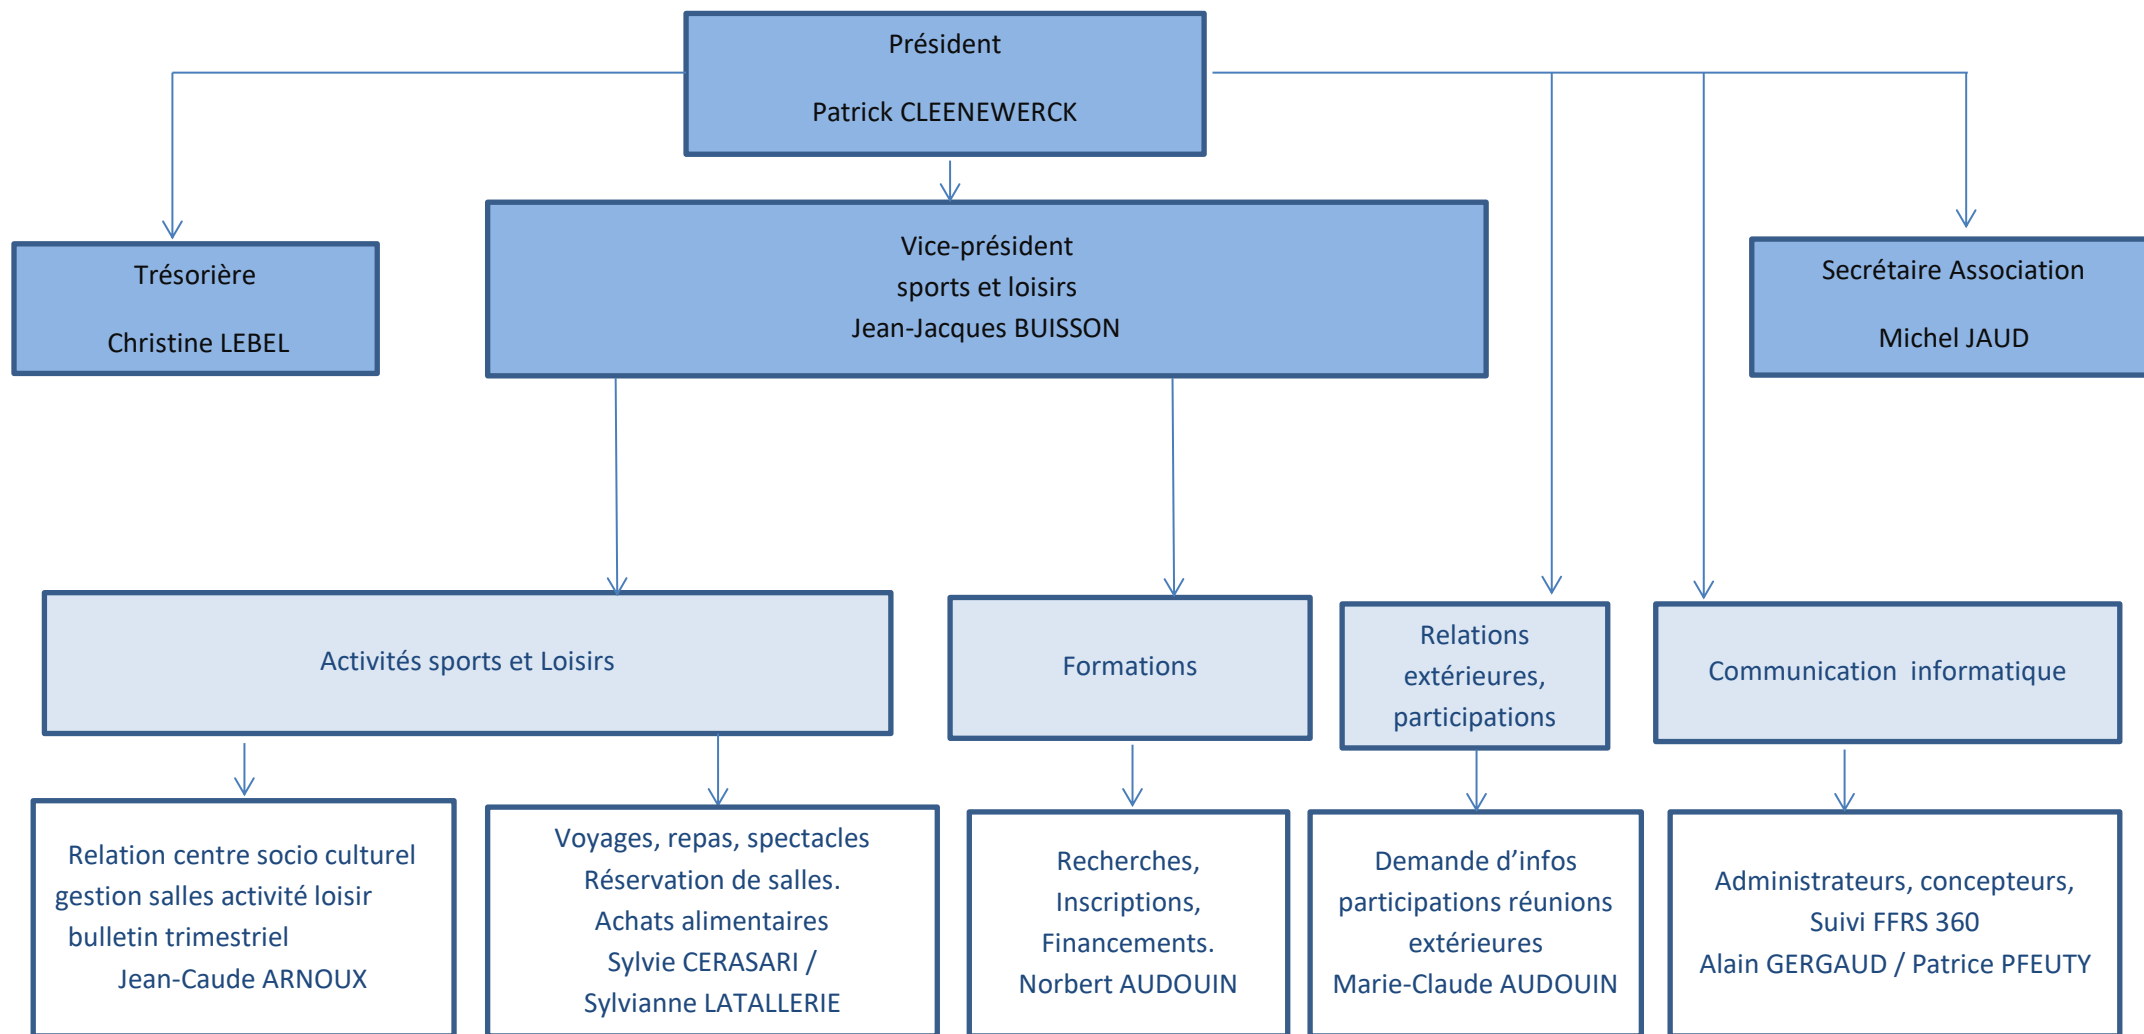 Président
Patrick CLEENEWERCK
Trésorière
Christine LEBEL
Vice-président
sports et loisirs
Jean-Jacques BUISSON
Secrétaire Association
Michel JAUD
Activités sports et Loisirs
Formations
Relations
extérieures,
participations
Communication  informatique
Relation centre socio culturel
gestion salles activité loisir
bulletin trimestriel
Jean-Caude ARNOUX
Voyages, repas, spectacles
Réservation de salles.
Achats alimentaires
Sylvie CERASARI /
Sylvianne LATALLERIE
Recherches,
Inscriptions,
Financements.
Norbert AUDOUIN
Demande d’infos
participations réunions
extérieures
Marie-Claude AUDOUIN
Administrateurs, concepteurs,
Suivi FFRS 360
Alain GERGAUD / Patrice PFEUTY